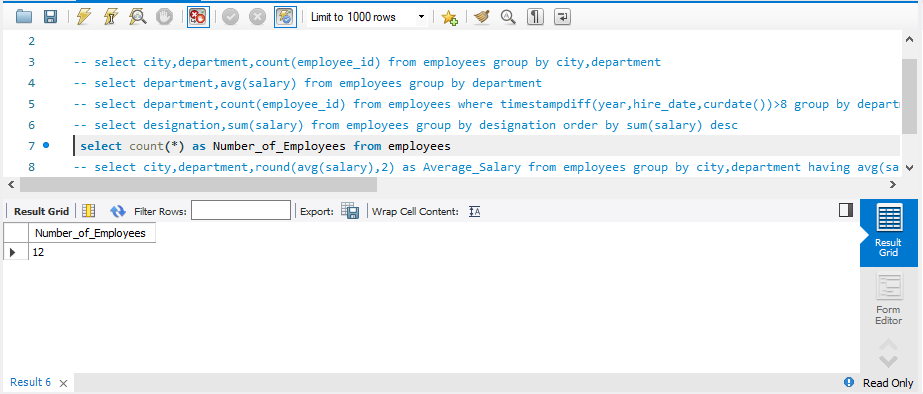 Limit to 1000 rows
2
3 -- select city,department,count(employee_id) from employees group by city,department
4 -- select department,avg(salary) from employees group by department
5 -- select department,count(employee_id) from employees where timestampdiff(year,hire_date,curdate())>8 group by depart
6 -- select designation,sum(salary) from employees group by designation order by sum(salary) desc
7 select count(*) as Number_of_Employees from employees
8 -- select city,department,round(avg(salary),2) as Average_Salary from employees group by city,department having avg(sa
Result Grid Filter Rows: Export: Wrap Cell Content:
Number_of_Employees
12
Result Grid
Form Editor
Result 6
Read Only